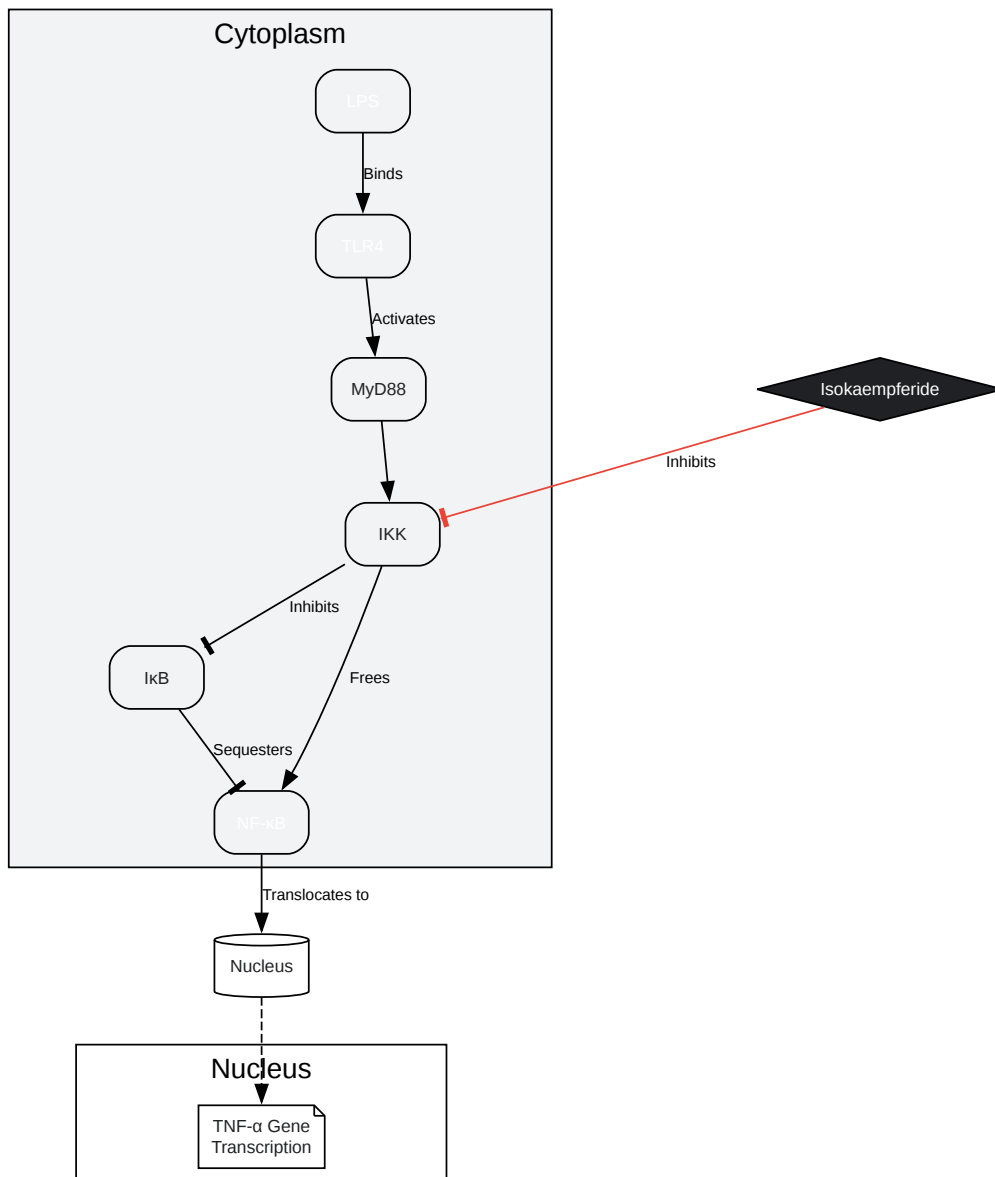 Cytoplasm
LPS
Binds
TLR4
Activates
MyD88
Isokaempferide
Inhibits
IKK
Inhibits
IκB
Frees
Sequesters
NF-κB
Translocates to
Nucleus
Nucleus
TNF-α Gene
Transcription